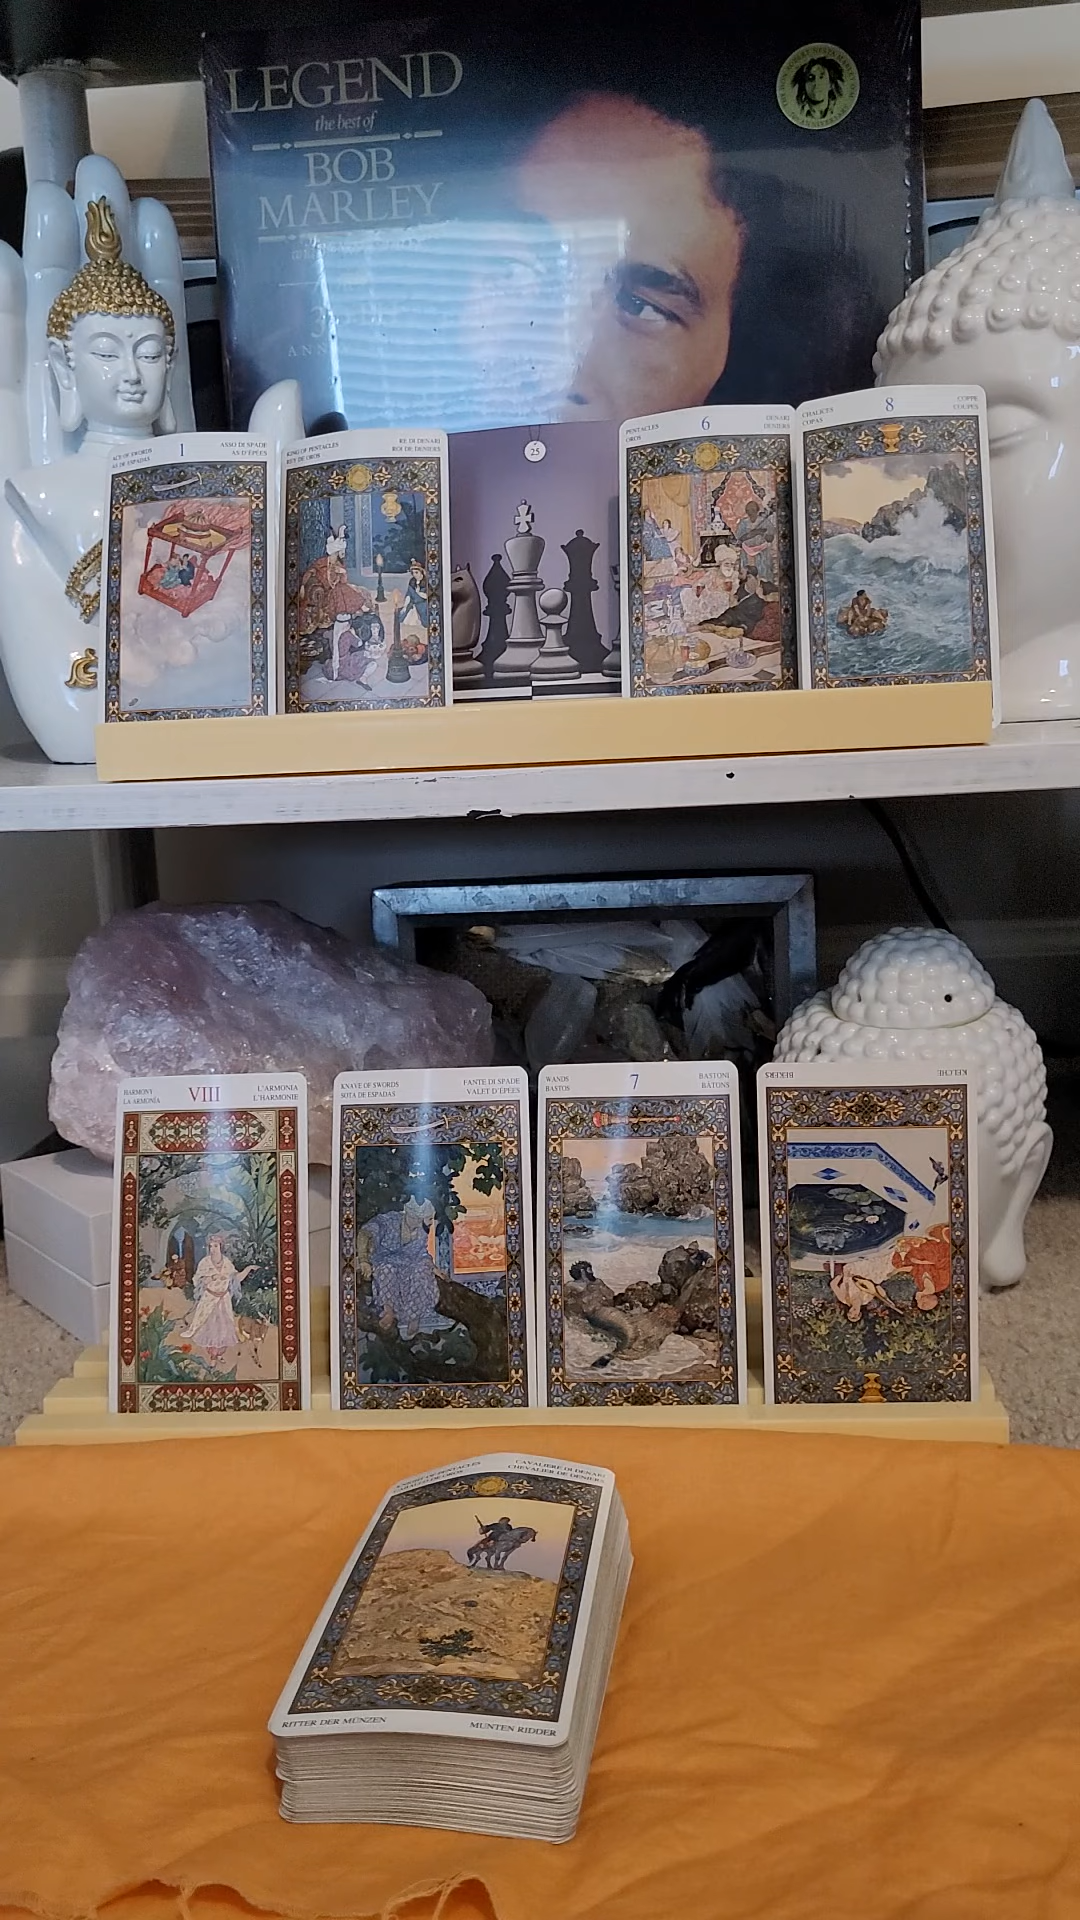 LEGEND
the best of
BOB
MARLEY
1
ACE OF SWORDS
AS DE ESPADAS
ASSO DI SPADE
AS D'ÉPÉES
KING OF PENTACLES
REY DE OROS
RE DI DENARI
ROI DE DENIERS
25
PENTACLES
OROS
6
DENARI
DENIERS
CHALICES
COPAS
8
COPPE
COUPES
HARMONY
LA ARMONÍA
VIII
L'ARMONIA
L'HARMONIE
KNAVE OF SWORDS
SOTA DE ESPADAS
FANTE DI SPADE
VALET D'ÉPÉES
WANDS
BASTOS
7
BASTONI
BÂTONS
BEKERS
KELCHE
CAVALIERE DI DENARI
CHEVALIER DE DENIERS
RITTER DER MÜNZEN
MUNTEN RIDDER